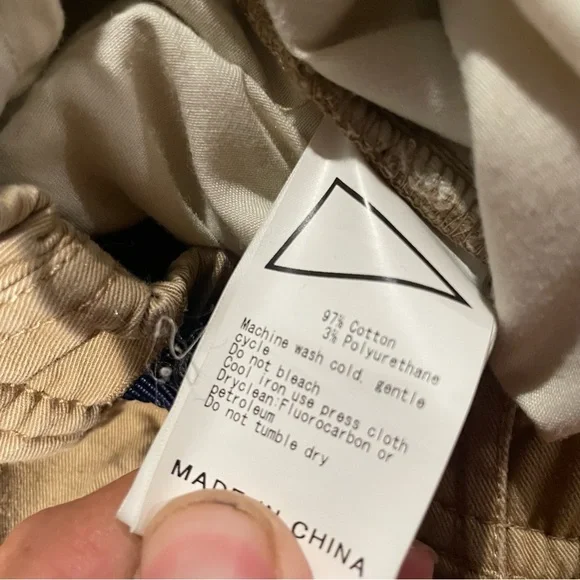 97% Cotton
3% Polyurethane
Machine wash cold, gentle
cycle
Do not bleach
Cool iron use press cloth
Dryclean:Fluorocarbon or
petroleum
Do not tumble dry
MADE IN CHINA